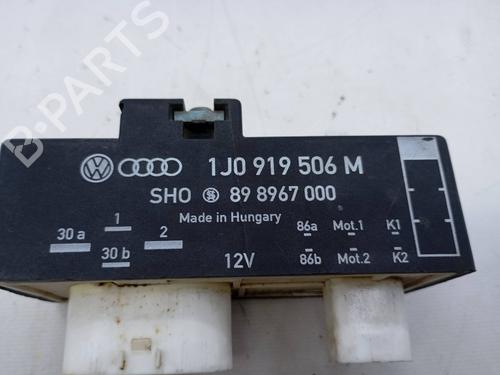 B-PARTS
VW 1J0 919 506 M
SHO S 89 8967 000
Made in Hungary
1 86a Mot.1 K1
30 a 2
30 b 12V 86b Mot.2 K2